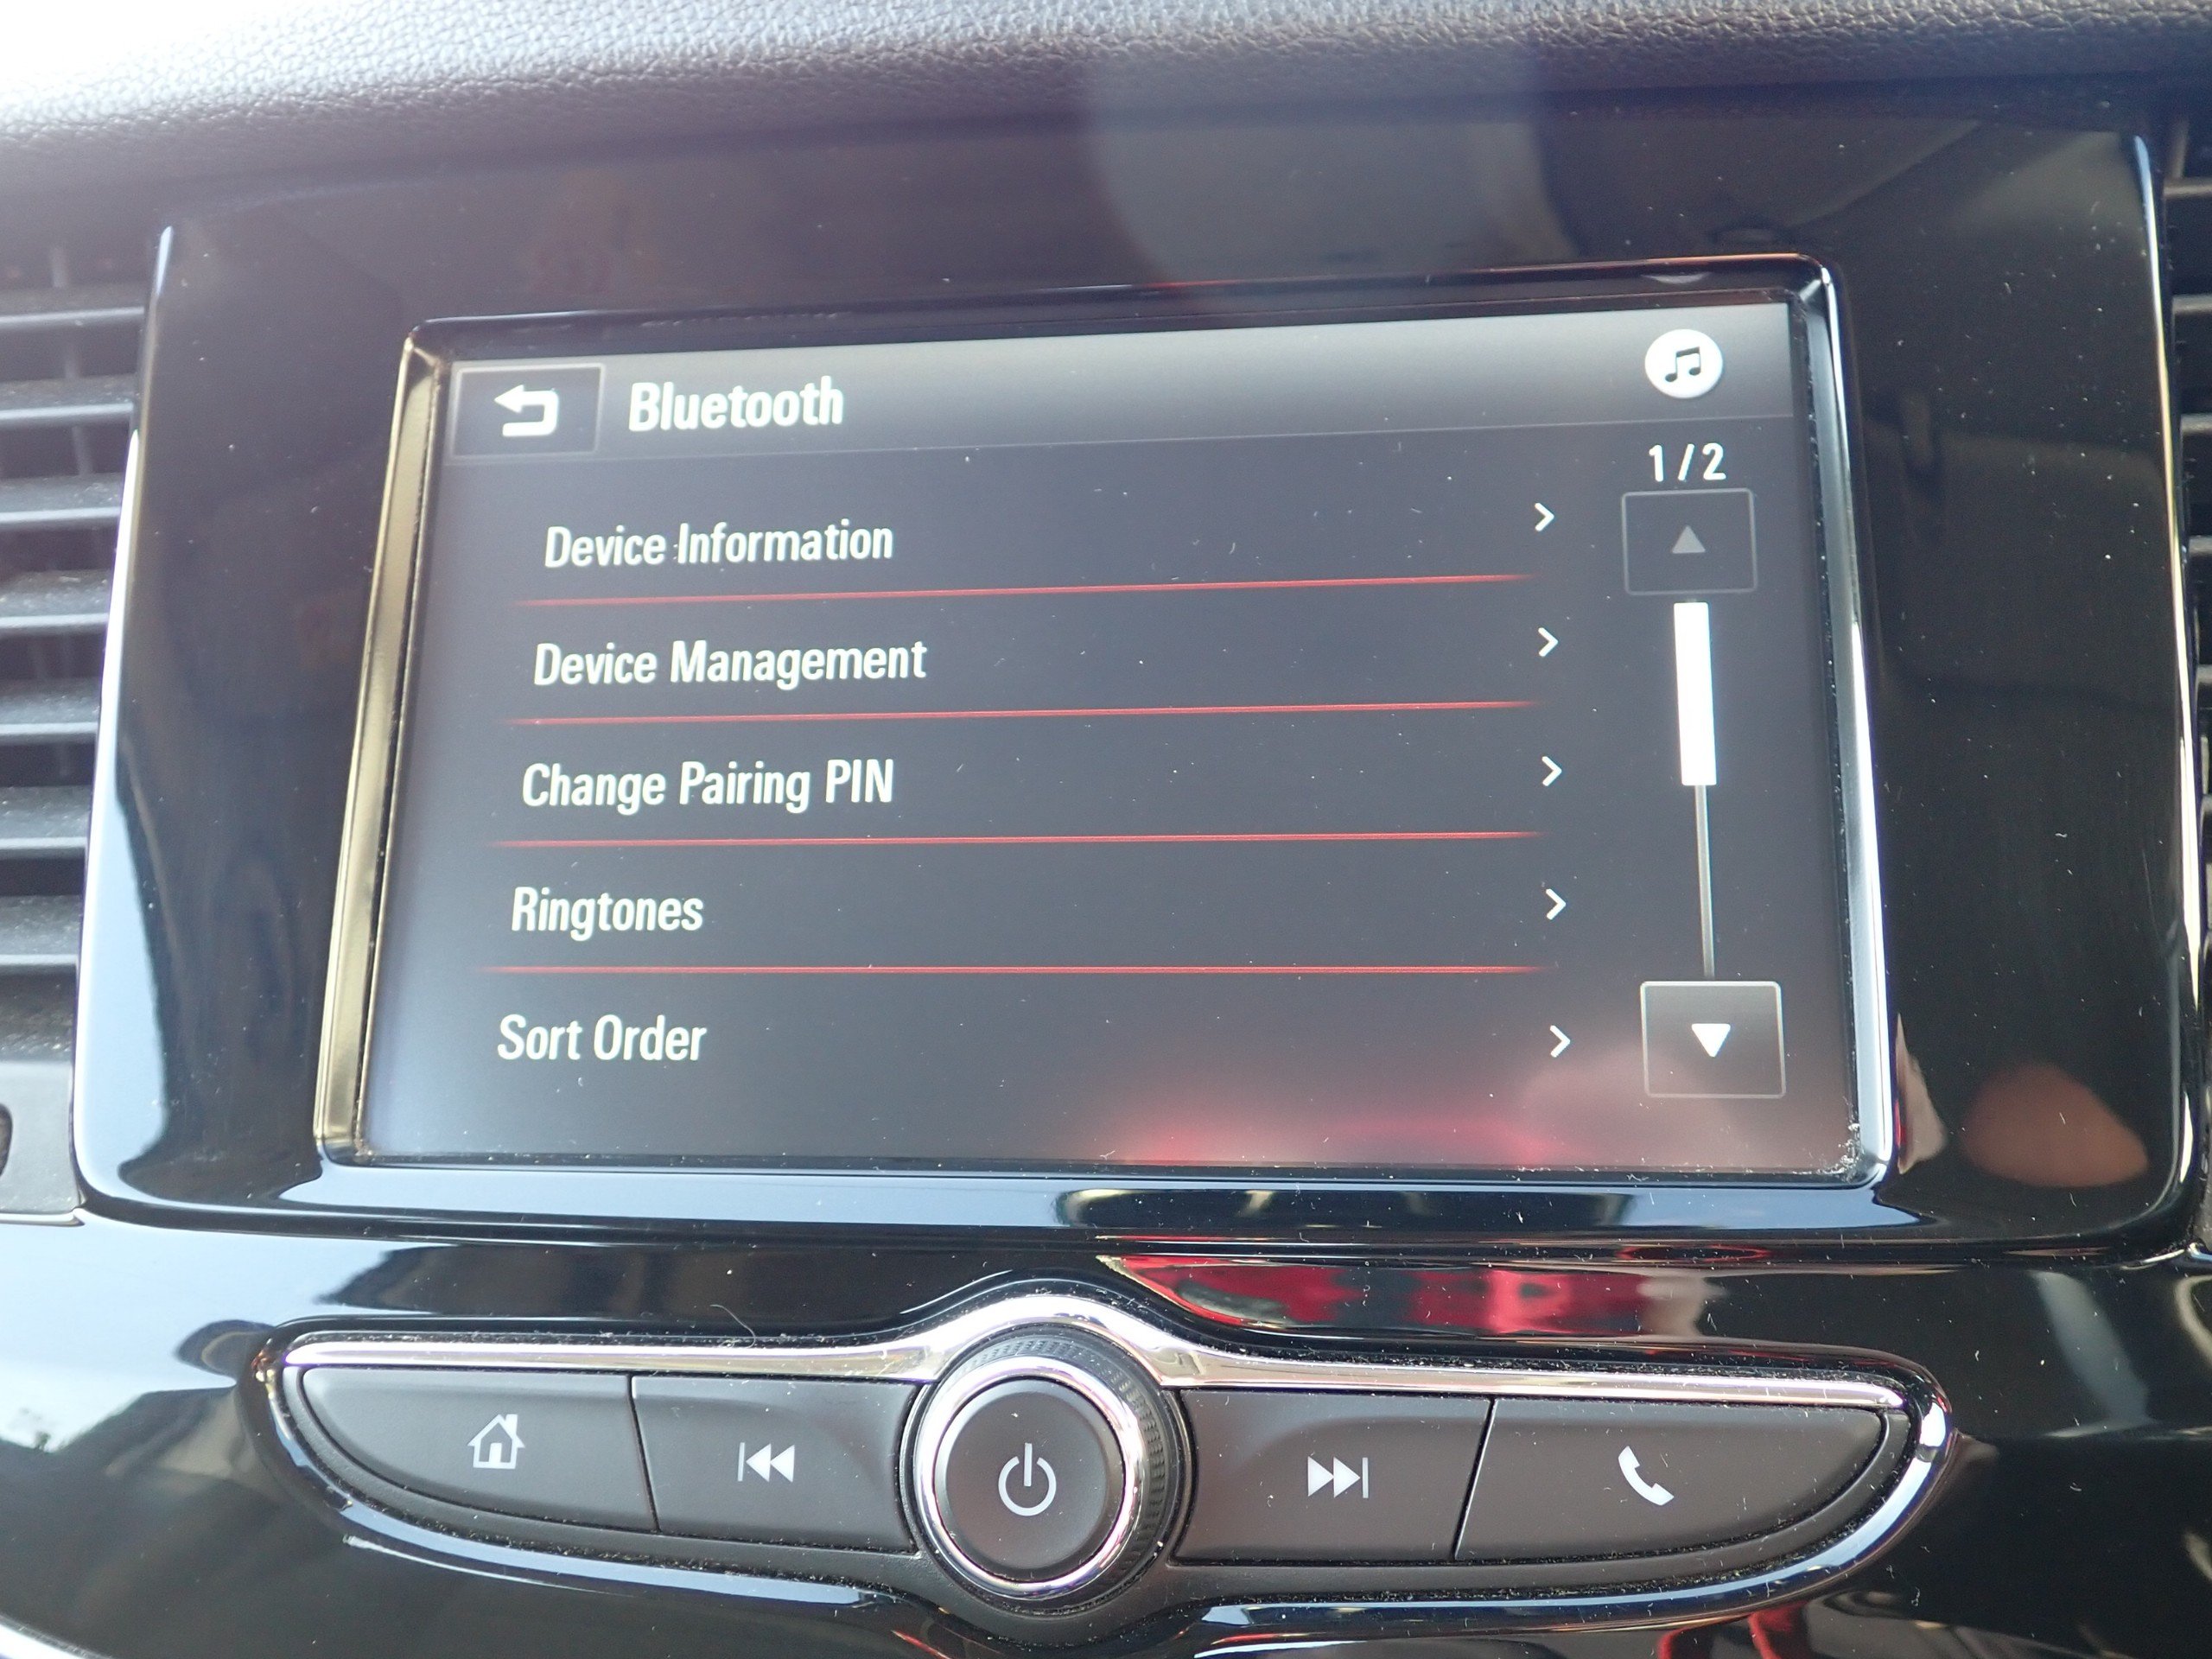 Bluetooth
1/2
Device Information
Device Management
Change Pairing PIN
Ringtones
Sort Order